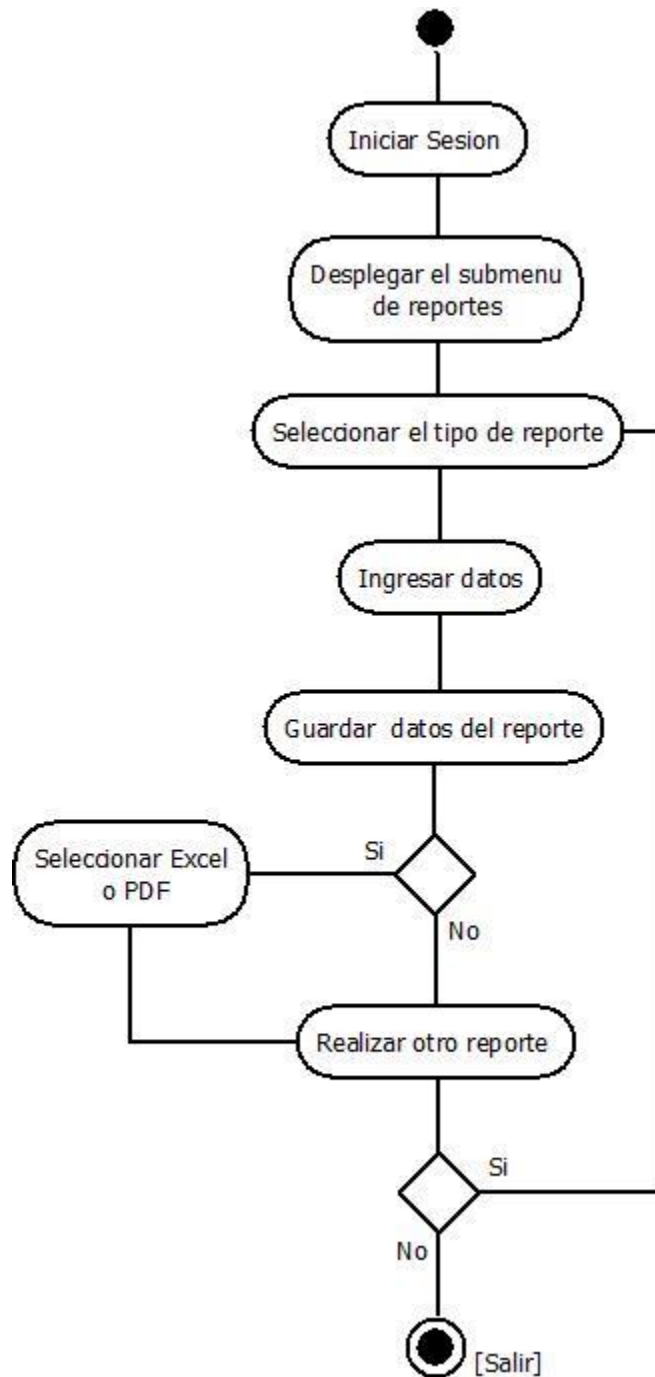 Iniciar Sesion
Desplegar el submenu
de reportes
Seleccionar el tipo de reporte
Ingresar datos
Guardar datos del reporte
Si
Seleccionar Excel
o PDF
No
Realizar otro reporte
Si
No
[Salir]